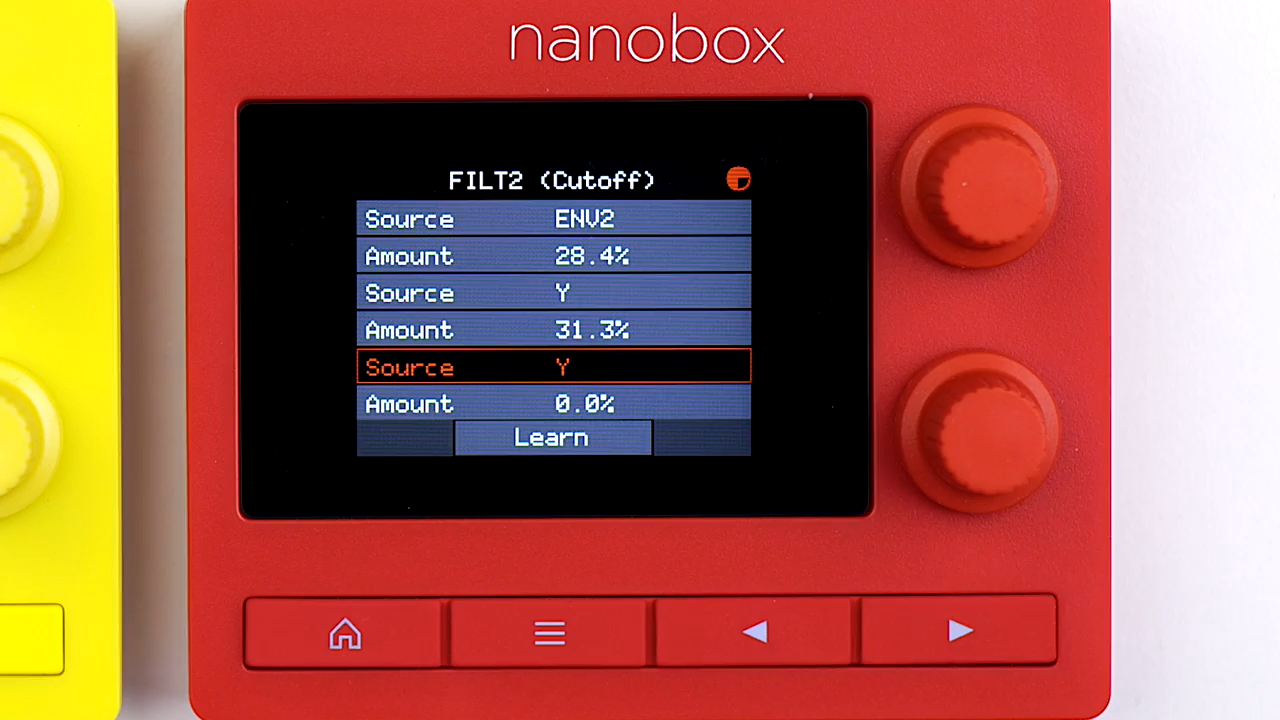 nanobox
FILT2 (Cutoff)
Source ENV2
Amount 28.4%
Source Y
Amount 31.3%
Source Y
Amount 0.0%
Learn